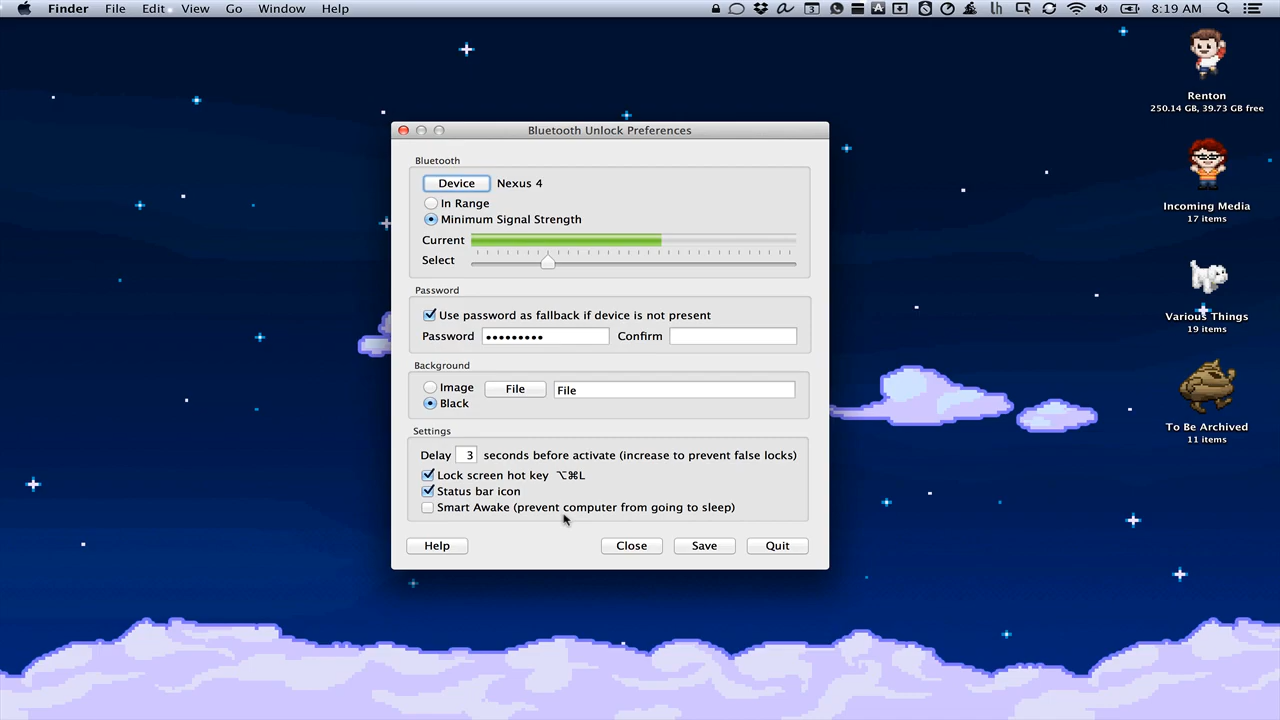 Finder File Edit View Go Window Help
3 A lh 8:19 AM
Renton
250.14 GB, 39.73 GB free
Incoming Media
17 items
Various Things
19 items
To Be Archived
11 items
Bluetooth Unlock Preferences
Bluetooth
Device Nexus 4
In Range
Minimum Signal Strength
Current
Select
Password
Use password as fallback if device is not present
Password ••••••••• Confirm
Background
Image File File
Black
Settings
Delay 3 seconds before activate (increase to prevent false locks)
Lock screen hot key ⌥⌘L
Status bar icon
Smart Awake (prevent computer from going to sleep)
Help Close Save Quit